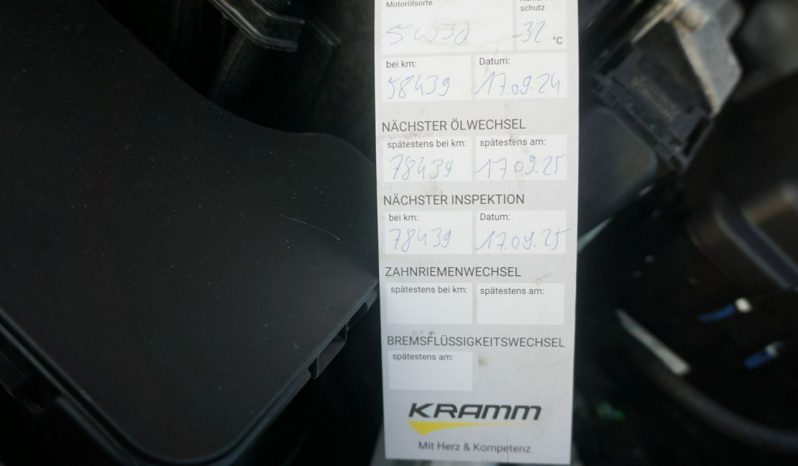 Motorölsorte
schutz
5W30 -32 °C
bei km: Datum:
58439 17.09.24
NÄCHSTER ÖLWECHSEL
spätestens bei km: spätestens am:
78439 17.09.25
NÄCHSTER INSPEKTION
bei km: Datum:
78439 17.09.25
ZAHNRIEMENWECHSEL
spätestens bei km: spätestens am:
BREMSFLÜSSIGKEITSWECHSEL
spätestens am:
KRAMM
Mit Herz & Kompetenz